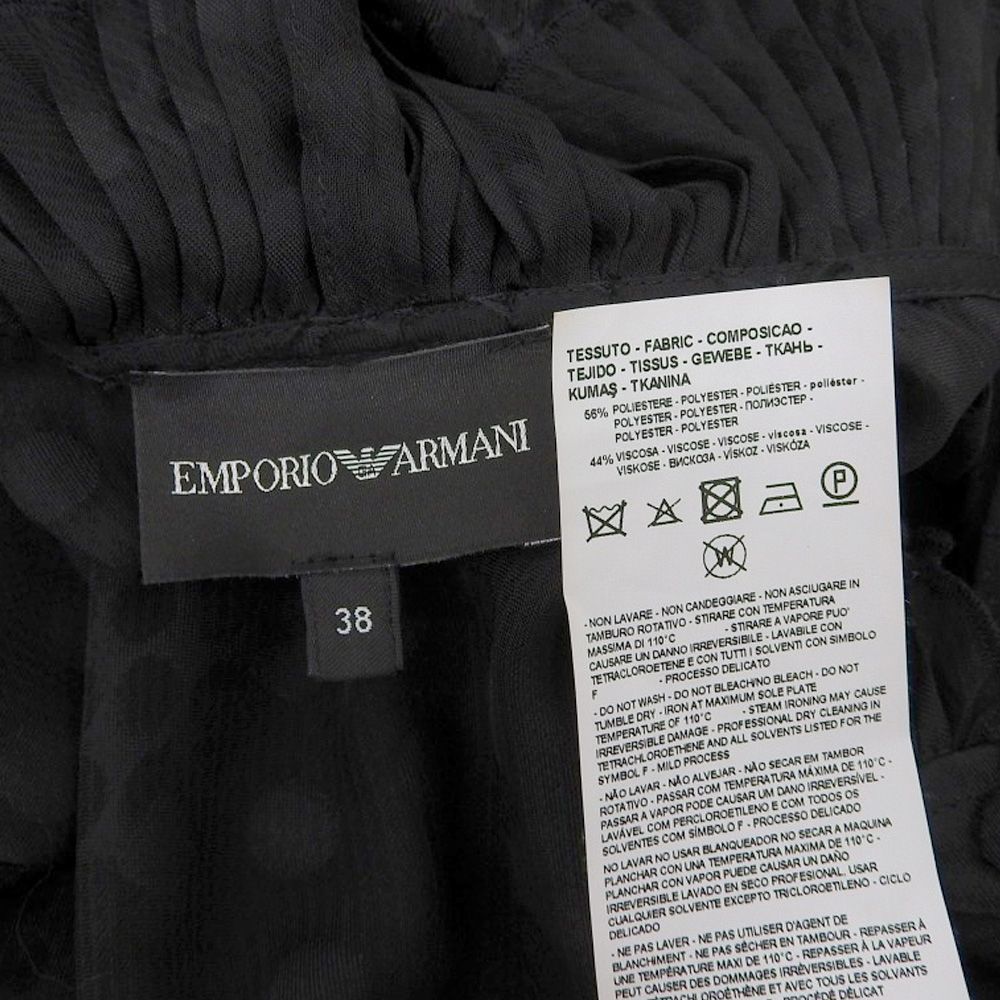 EMPORIO ARMANI
38
TESSUTO - FABRIC - COMPOSICAO -
TEJIDO - TISSUS - GEWEBE - ТКАНЬ -
KUMAŞ - TKANINA
56% POLIESTERE - POLYESTER - POLIÉSTER - poliéster -
POLYESTER - POLYESTER - ПОЛИЭСТЕР -
POLYESTER - POLYESTER
44% VISCOSA - VISCOSE - VISCOSE - viscosa - VISCOSE -
VISKOSE - ВИСКОЗА - VİSKOZ - VISKÓZA
P
W
- NON LAVARE - NON CANDEGGIARE - NON ASCIUGARE IN
TAMBURO ROTATIVO - STIRARE CON TEMPERATURA
MASSIMA DI 110°C - STIRARE A VAPORE PUO'
CAUSARE UN DANNO IRREVERSIBILE - LAVABILE CON
TETRACLOROETENE E CON TUTTI I SOLVENTI CON SIMBOLO
F - PROCESSO DELICATO
- DO NOT WASH - DO NOT BLEACH/NO BLEACH - DO NOT
TUMBLE DRY - IRON AT MAXIMUM SOLE PLATE
TEMPERATURE OF 110°C - STEAM IRONING MAY CAUSE
IRREVERSIBLE DAMAGE - PROFESSIONAL DRY CLEANING IN
TETRACHLOROETHENE AND ALL SOLVENTS LISTED FOR THE
SYMBOL F - MILD PROCESS
- NÃO LAVAR - NÃO ALVEJAR - NÃO SECAR EM TAMBOR
ROTATIVO - PASSAR COM TEMPERATURA MÁXIMA DE 110°C -
PASSAR A VAPOR PODE CAUSAR UM DANO IRREVERSÍVEL -
LAVÁVEL COM PERCLOROETILENO E COM TODOS OS
SOLVENTES COM SÍMBOLO F - PROCESSO DELICADO
NO LAVAR NO USAR BLANQUEADOR NO SECAR A MAQUINA
PLANCHAR CON UNA TEMPERATURA MAXIMA DE 110°C -
PLANCHAR CON VAPOR PUEDE CAUSAR UN DAÑO
IRREVERSIBLE LAVADO EN SECO PROFESIONAL. USAR
CUALQUIER SOLVENTE EXCEPTO TRICLOROETILENO - CICLO
DELICADO
- NE PAS LAVER - NE PAS UTILISER D'AGENT DE
BLANCHIMENT - NE PAS SÉCHER EN TAMBOUR - REPASSER À
UNE TEMPÉRATURE MAXI DE 110°C - REPASSER À LA VAPEUR
PEUT CAUSER DES DOMMAGES IRRÉVERSIBLES - LAVABLE
TÉTRACHLOROÉTHÈNE ET AVEC TOUS LES SOLVANTS